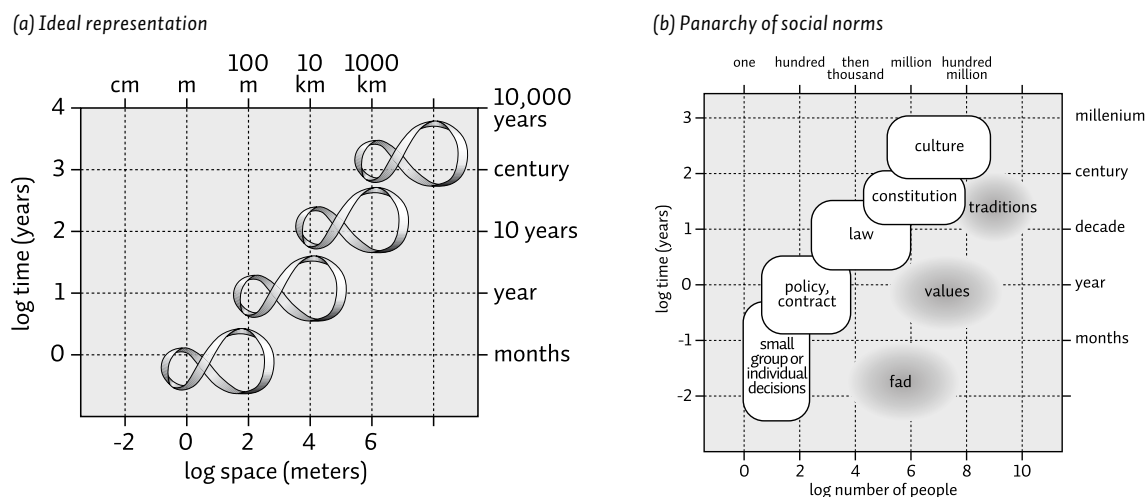 (a) Ideal representation
100 10 1000
cm m m km km
4
3
2
1
0
10,000
years
century
10 years
year
months
log time (years)
-2 0 2 4 6
log space (meters)
(b) Panarchy of social norms
one hundred then million hundred
thousand million
3
2
1
0
-1
-2
millenium
century
decade
year
months
log time (years)
culture
constitution
traditions
law
policy,
contract
values
small
group or
individual
decisions
fad
0 2 4 6 8 10
log number of people